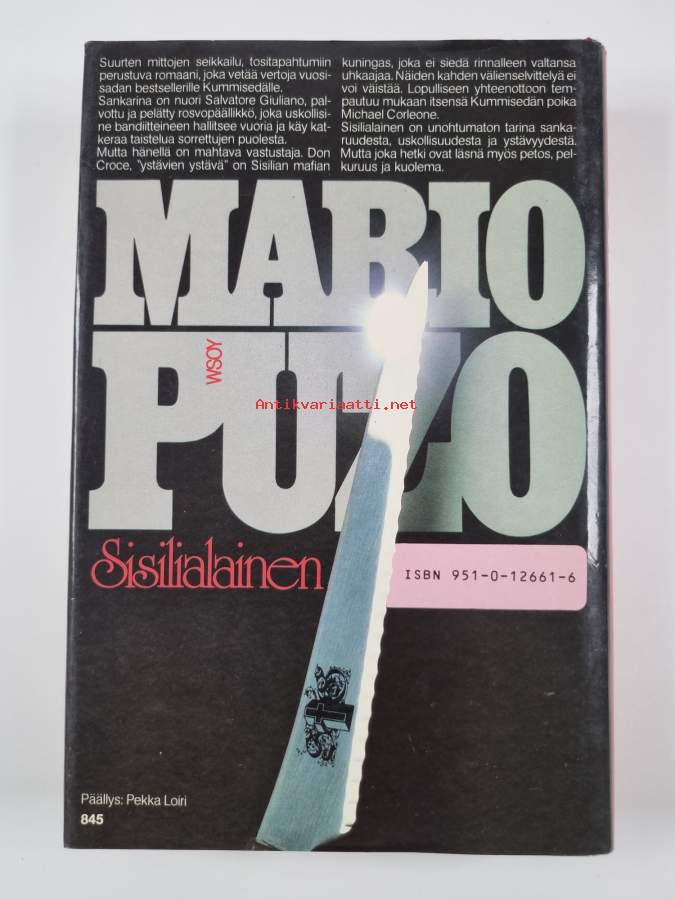 Suurten mittojen seikkailu, tositapahtumiin
perustuva romaani, joka vetää vertoja vuosi-
sadan bestsellerille Kummisedälle.
Sankarina on nuori Salvatore Giuliano, pal-
vottu ja pelätty rosvopäällikkö, joka uskollisi-
ne bandiitteineen hallitsee vuoria ja käy kat-
keraa taistelua sorrettujen puolesta.
Mutta hänellä on mahtava vastustaja. Don
Croce, "ystävien ystävä" on Sisilian mafian
kuningas, joka ei siedä rinnalleen valtansa
uhkaajaa. Näiden kahden välienselvittelyä ei
voi väistää. Lopulliseen yhteenottoon tem-
pautuu mukaan itsensä Kummisedän poika
Michael Corleone.
Sisilialainen on unohtumaton tarina sanka-
ruudesta, uskollisuudesta ja ystävyydestä.
Mutta joka hetki ovat läsnä myös petos, pel-
kuruus ja kuolema.
MARIO
PUZO
WSOY
Antikvariaatti.net
Sisilialainen
ISBN 951-0-12661-6
Päällys: Pekka Loiri
845